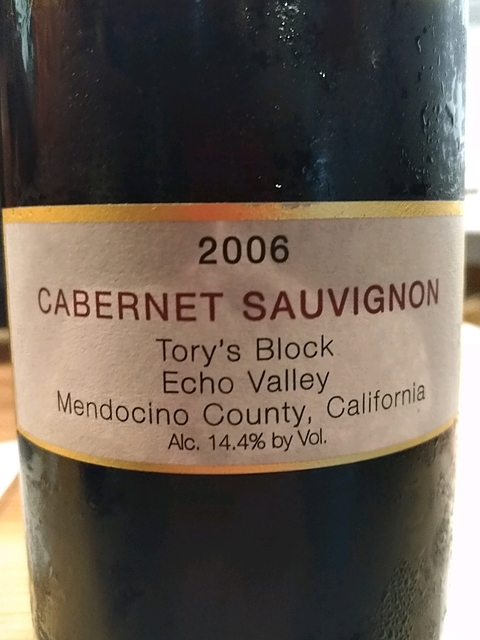 2006
CABERNET SAUVIGNON
Tory's Block
Echo Valley
Mendocino County, California
Alc. 14.4% by Vol.